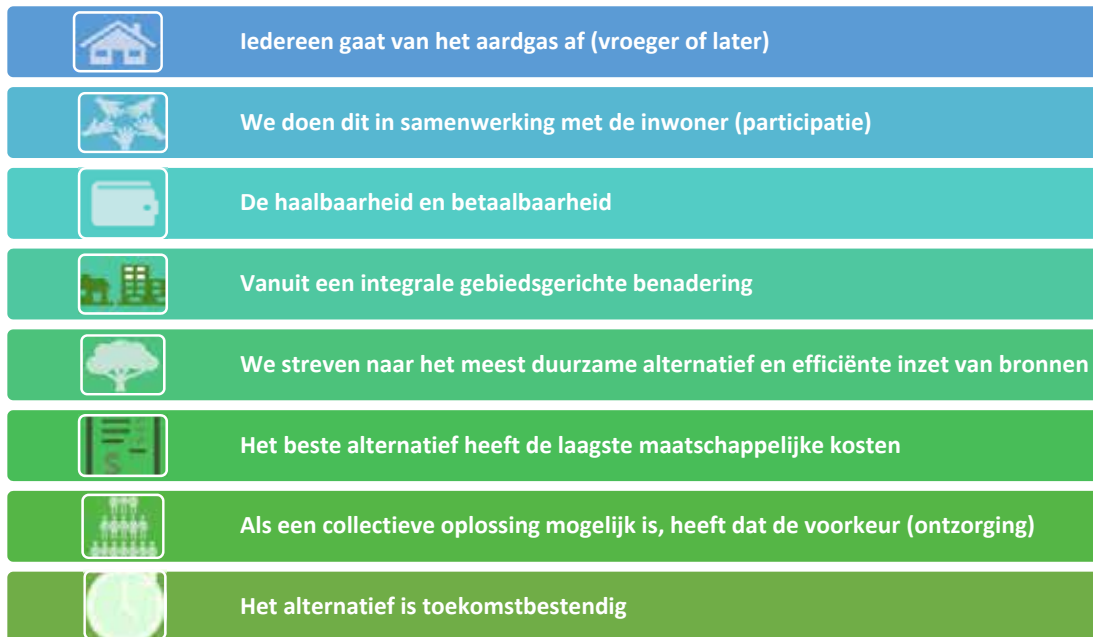 Iedereen gaat van het aardgas af (vroeger of later)
We doen dit in samenwerking met de inwoner (participatie)
De haalbaarheid en betaalbaarheid
Vanuit een integrale gebiedsgerichte benadering
We streven naar het meest duurzame alternatief en efficiënte inzet van bronnen
$
Het beste alternatief heeft de laagste maatschappelijke kosten
Als een collectieve oplossing mogelijk is, heeft dat de voorkeur (ontzorging)
Het alternatief is toekomstbestendig